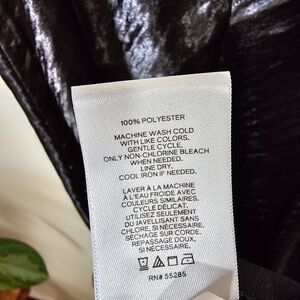 100% POLYESTER
MACHINE WASH COLD
WITH LIKE COLORS.
GENTLE CYCLE.
ONLY NON-CHLORINE BLEACH
WHEN NEEDED.
LINE DRY.
COOL IRON IF NEEDED.
LAVER À LA MACHINE
À L'EAU FROIDE AVEC
COULEURS SIMILAIRES.
CYCLE DÉLICAT.
UTILISEZ SEULEMENT
DU JAVELLISANT SANS
CHLORE, SI NÉCESSAIRE.
SÉCHAGE SUR CORDE.
REPASSAGE DOUX,
SI NÉCESSAIRE.
RN# 55285